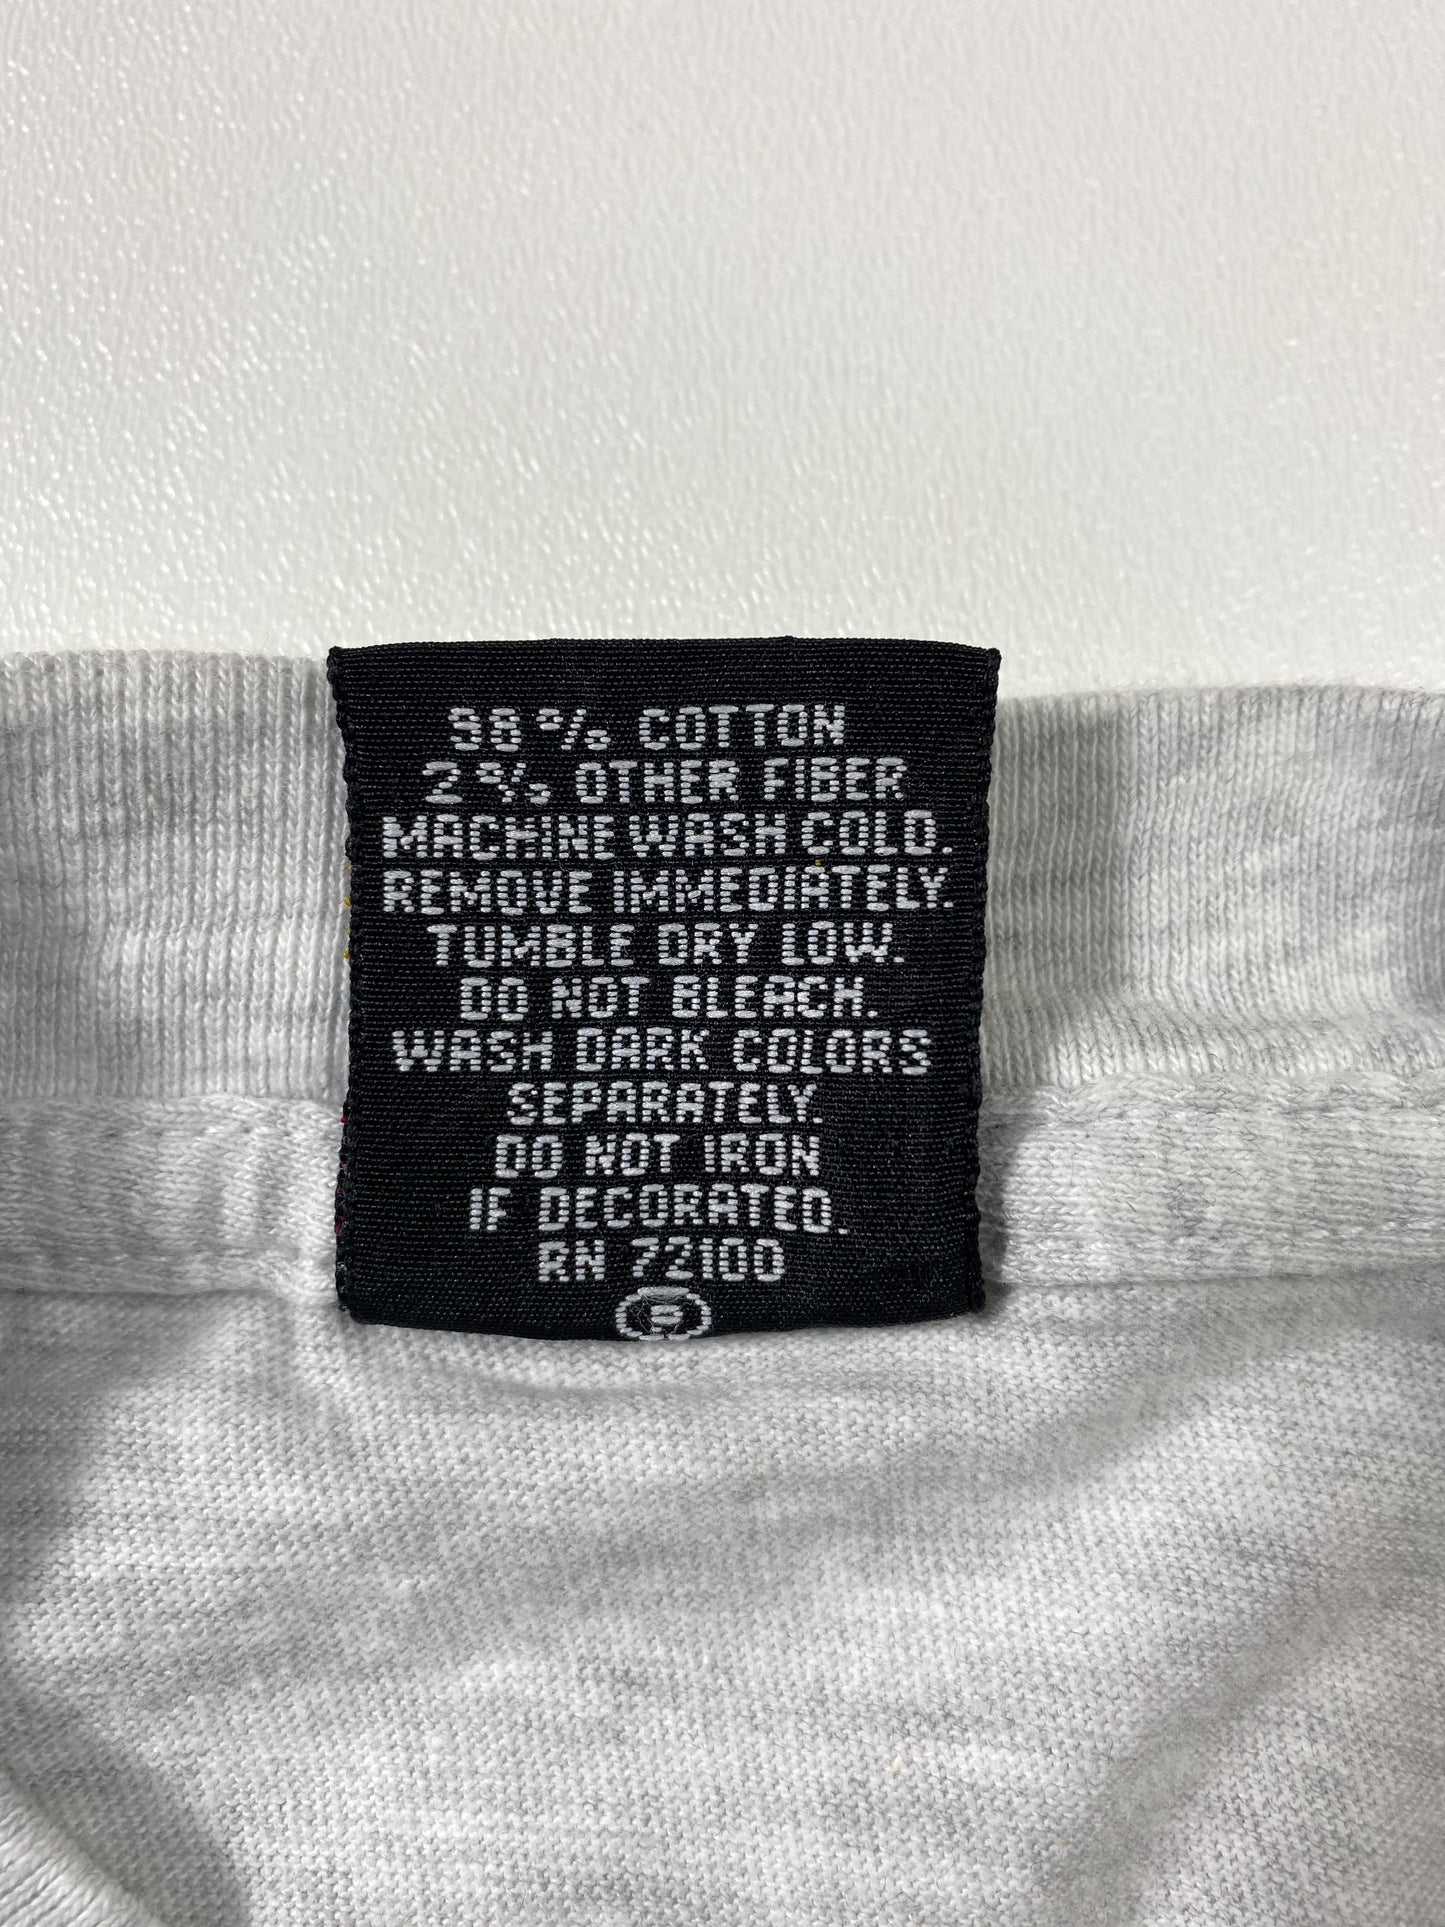 98% COTTON
2% OTHER FIBER
MACHINE WASH COLD.
REMOVE IMMEDIATELY.
TUMBLE DRY LOW.
DO NOT BLEACH.
WASH DARK COLORS
SEPARATELY.
DO NOT IRON
IF DECORATED.
RN 72100